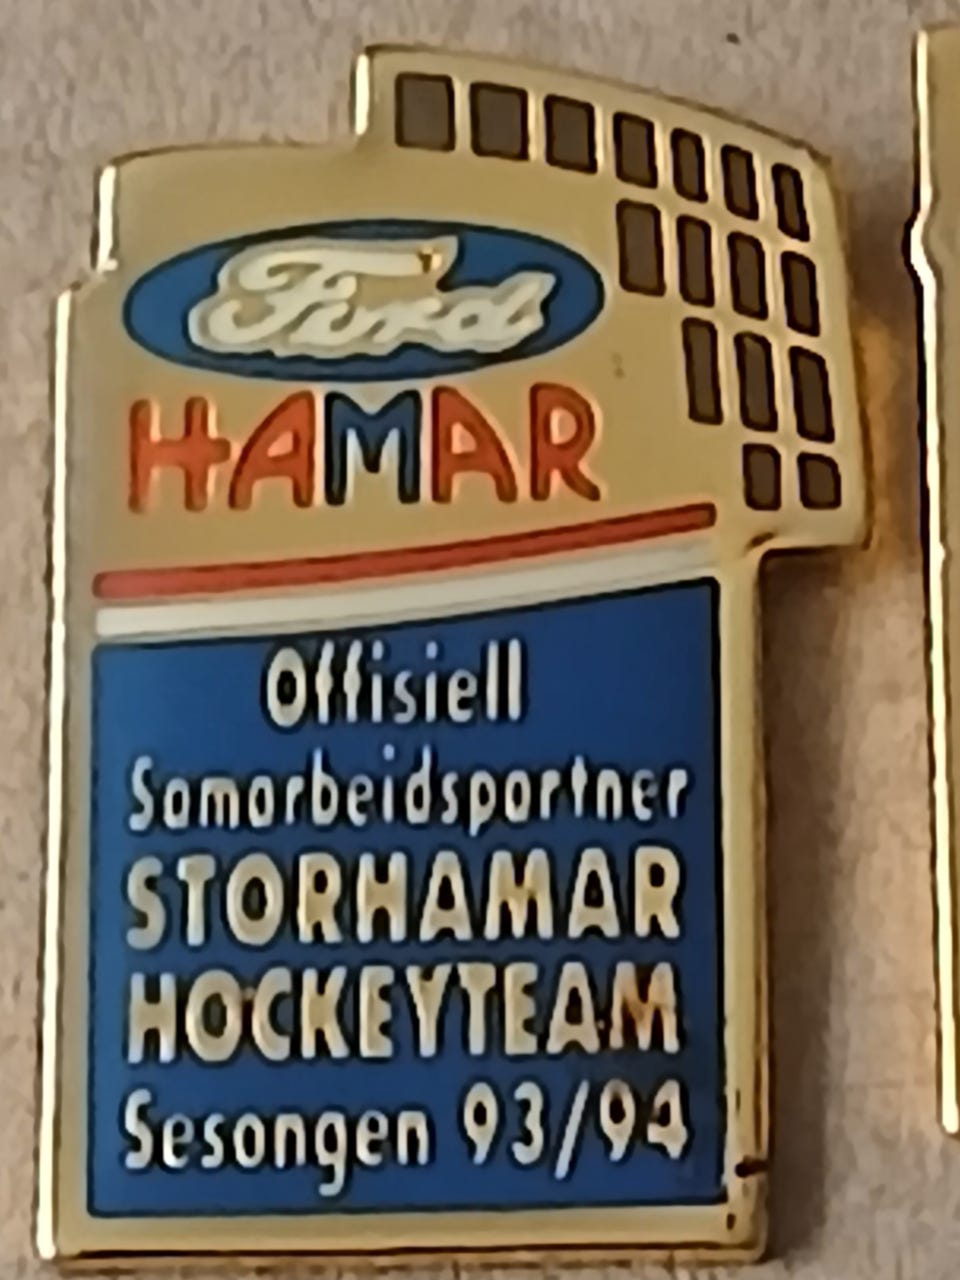 Ford
HAMAR
Offisiell
Samarbeidspartner
STORHAMAR
HOCKEYTEAM
Sesongen 93/94